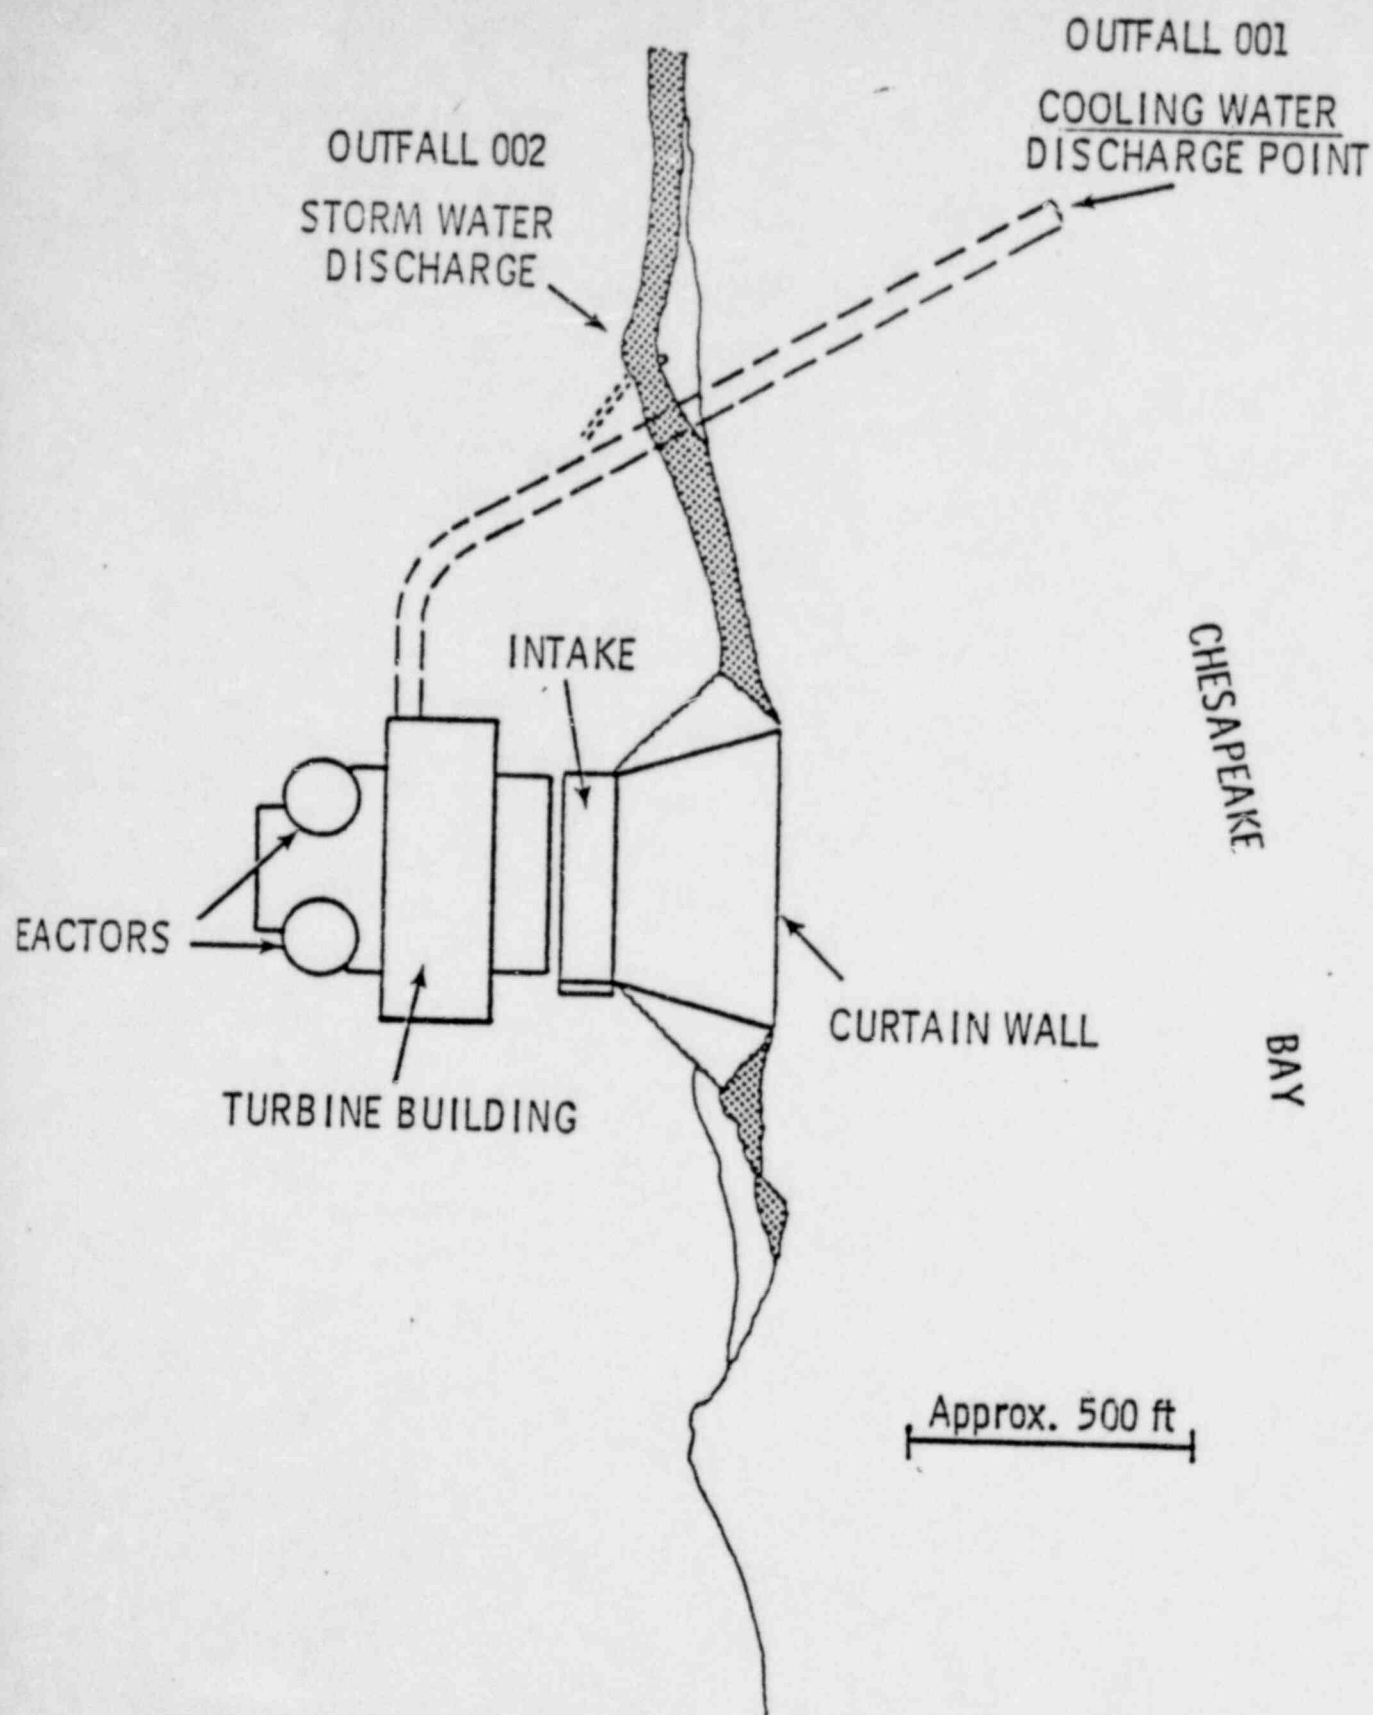 OUTFALL 001
COOLING WATER
DISCHARGE POINT
OUTFALL 002
STORM WATER
DISCHARGE
INTAKE
CHESAPEAKE
BAY
EACTORS
CURTAIN WALL
TURBINE BUILDING
Approx. 500 ft